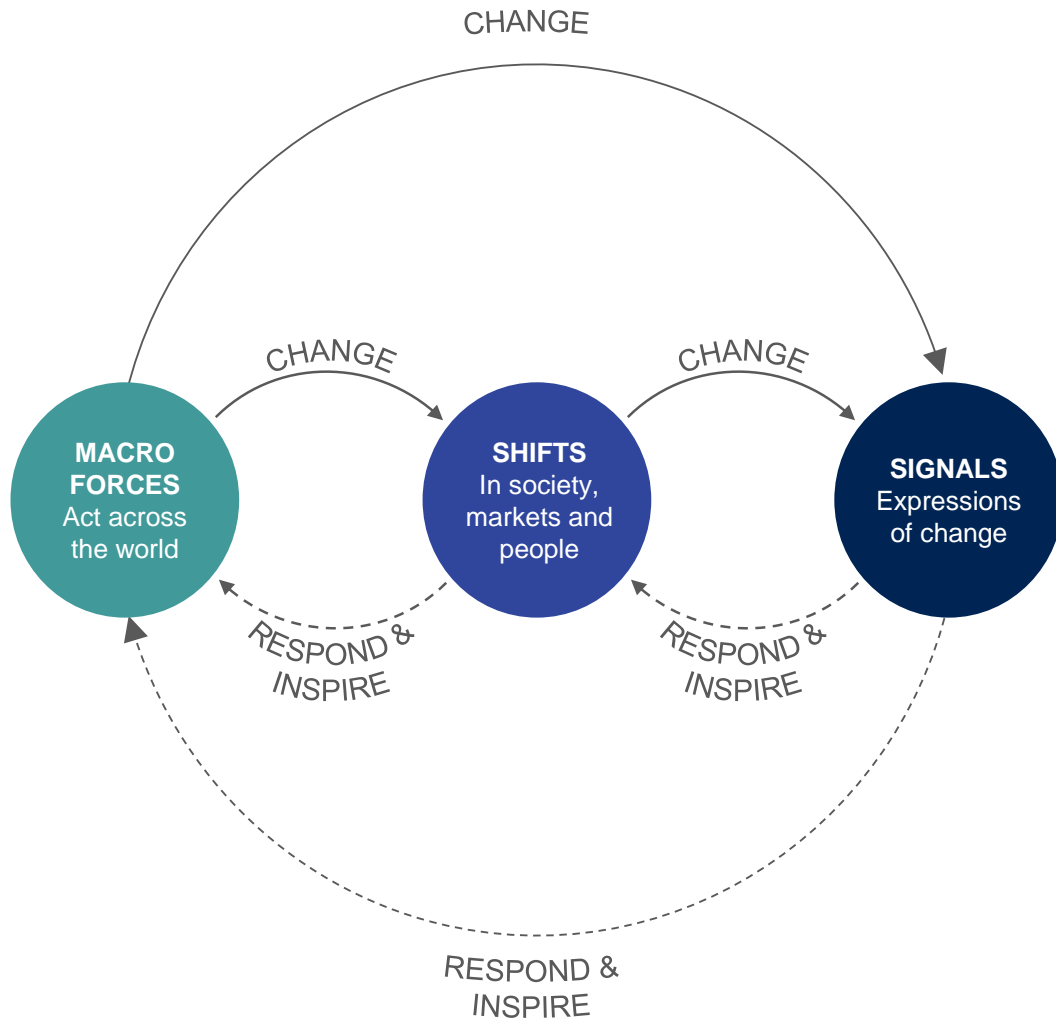 CHANGE
CHANGE
CHANGE
MACRO
FORCES
Act across
the world
SHIFTS
In society,
markets and
people
SIGNALS
Expressions
of change
RESPOND &
INSPIRE
RESPOND &
INSPIRE
RESPOND &
INSPIRE